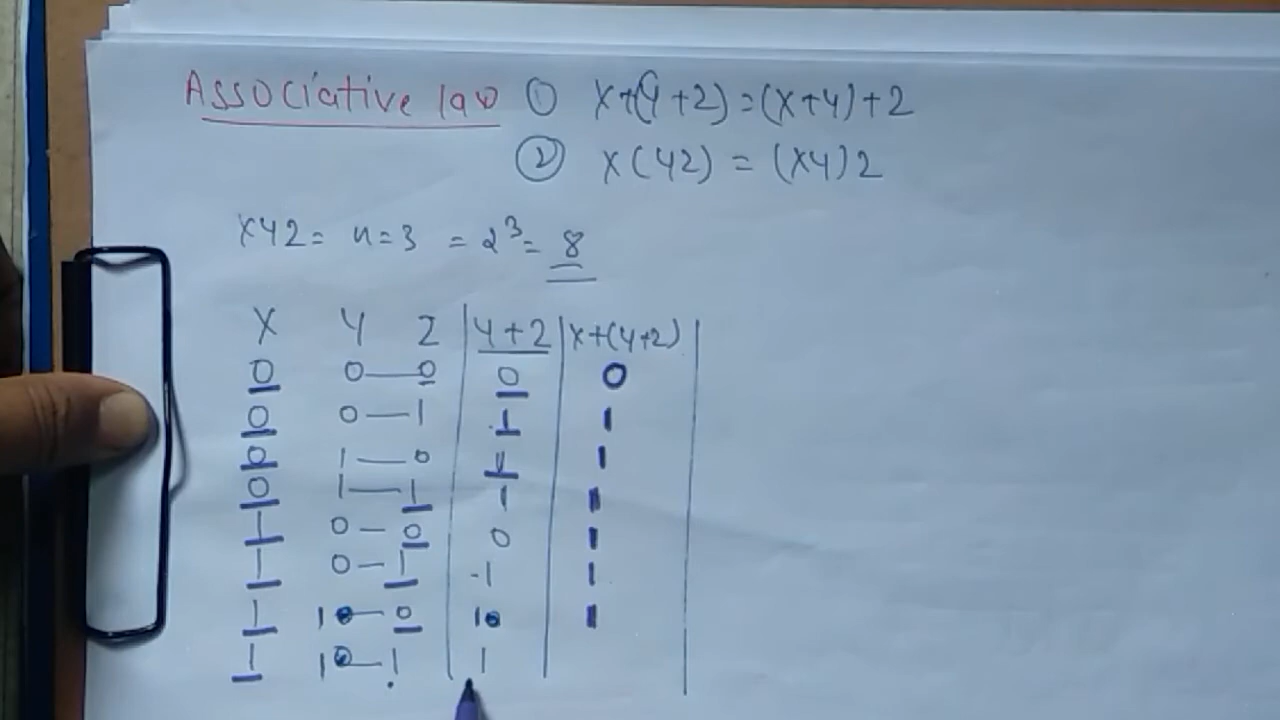 Associative law ① X+(Y+Z)=(X+Y)+Z
② X(YZ) = (XY)Z
XYZ = n=3 = 2³= 8
X Y Z Y+Z X+(Y+Z)
0 0 0 0 0
0 0 1 1 1
0 1 0 1 1
0 1 1 1 1
1 0 0 0 1
1 0 1 1 1
1 1 0 1 1
1 1 1 1